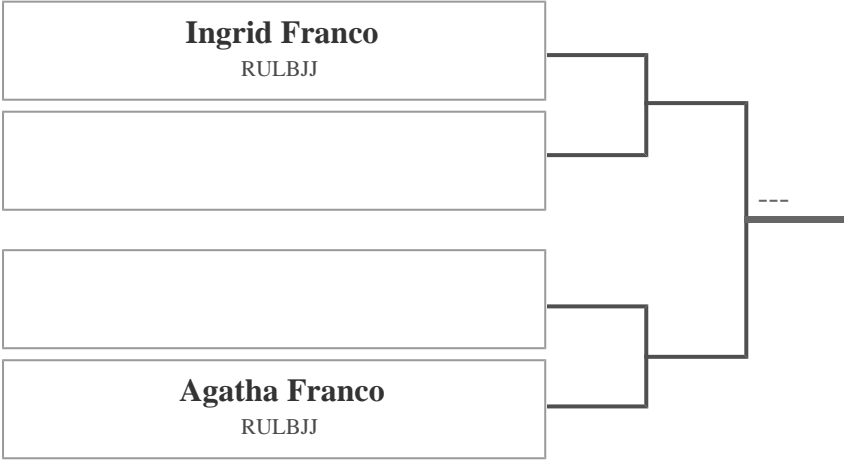 Ingrid Franco
RULBJJ
---
Agatha Franco
RULBJJ